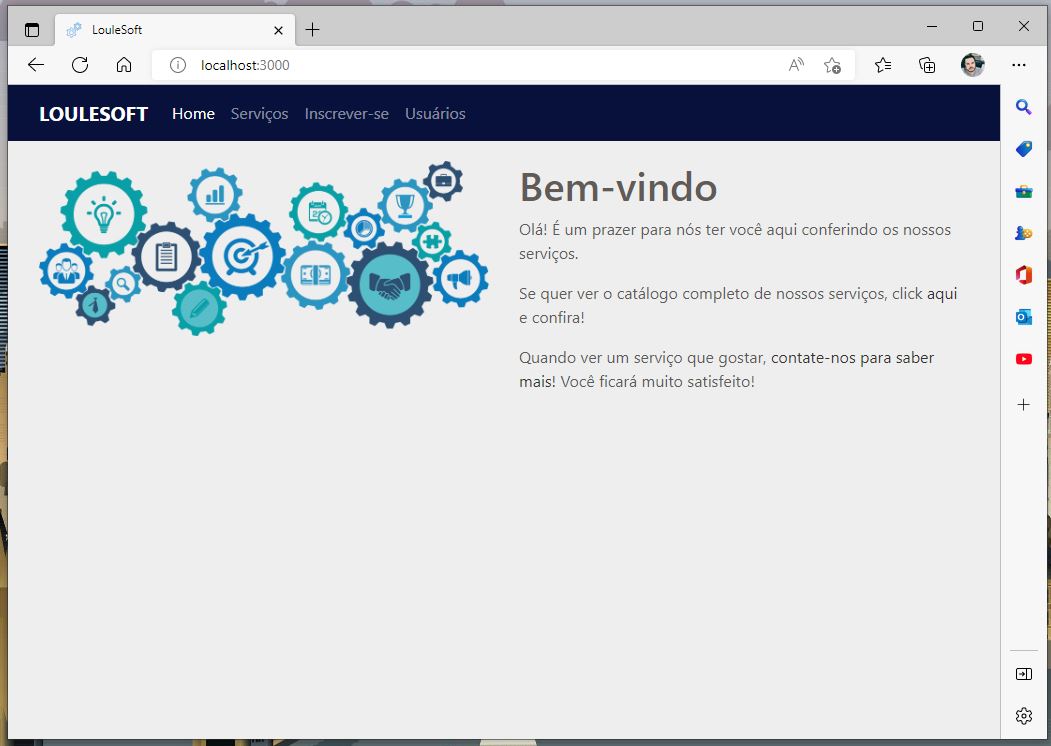 LouleSoft
localhost:3000
LOULESOFT Home Serviços Inscrever-se Usuários
Bem-vindo
Olá! É um prazer para nós ter você aqui conferindo os nossos
serviços.
Se quer ver o catálogo completo de nossos serviços, click aqui
e confira!
Quando ver um serviço que gostar, contate-nos para saber
mais! Você ficará muito satisfeito!